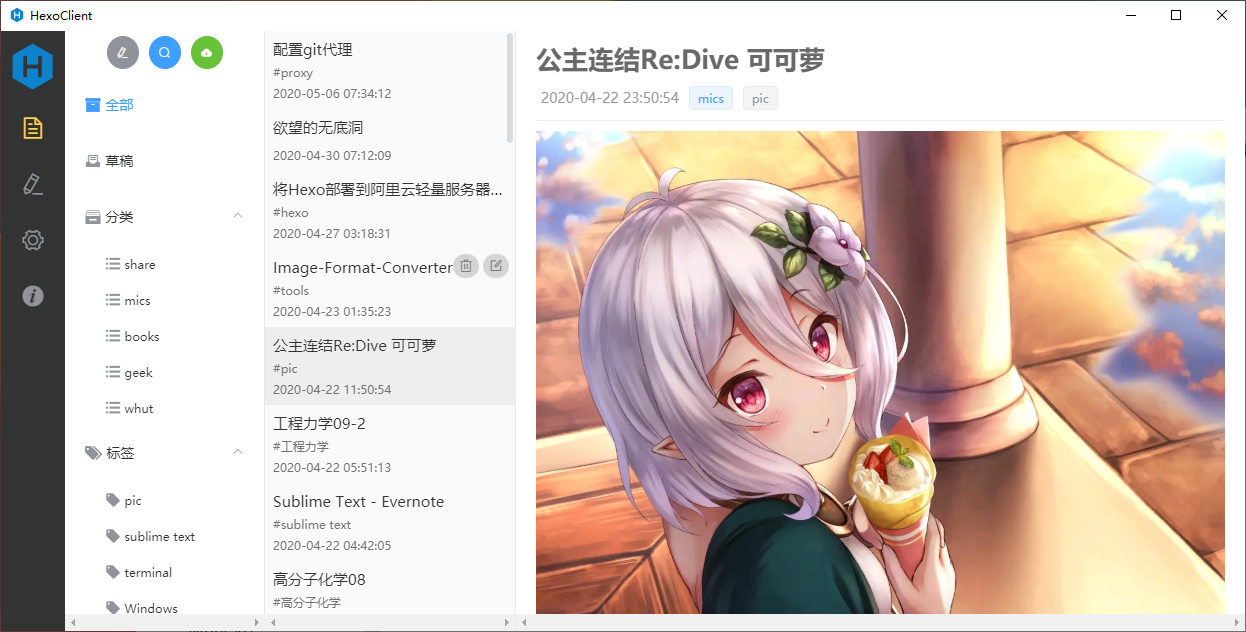 HexoClient
全部
草稿
分类
share
mics
books
geek
whut
标签
pic
sublime text
terminal
Windows
配置git代理
#proxy
2020-05-06 07:34:12
欲望的无底洞
2020-04-30 07:12:09
将Hexo部署到阿里云轻量服务器...
#hexo
2020-04-27 03:18:31
Image-Format-Converter
#tools
2020-04-23 01:35:23
公主连结Re:Dive 可可萝
#pic
2020-04-22 11:50:54
工程力学09-2
#工程力学
2020-04-22 05:51:13
Sublime Text - Evernote
#sublime text
2020-04-22 04:42:05
高分子化学08
#高分子化学
公主连结Re:Dive 可可萝
2020-04-22 23:50:54 mics pic